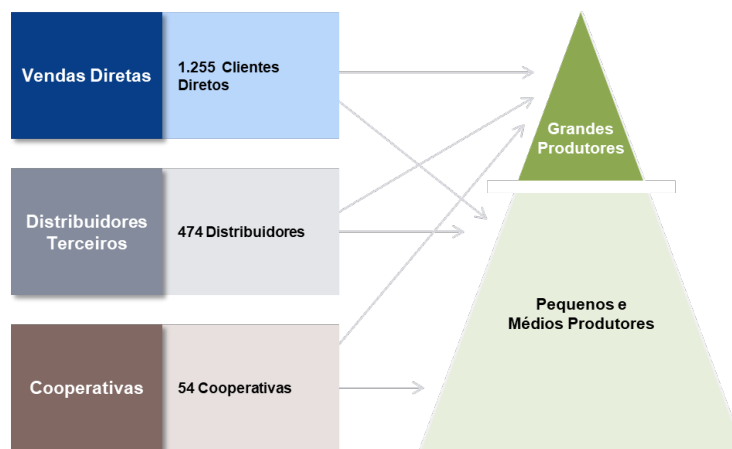 Vendas Diretas
1.255 Clientes
Diretos
Grandes
Produtores
Distribuidores
Terceiros
474 Distribuidores
Pequenos e
Médios Produtores
Cooperativas
54 Cooperativas